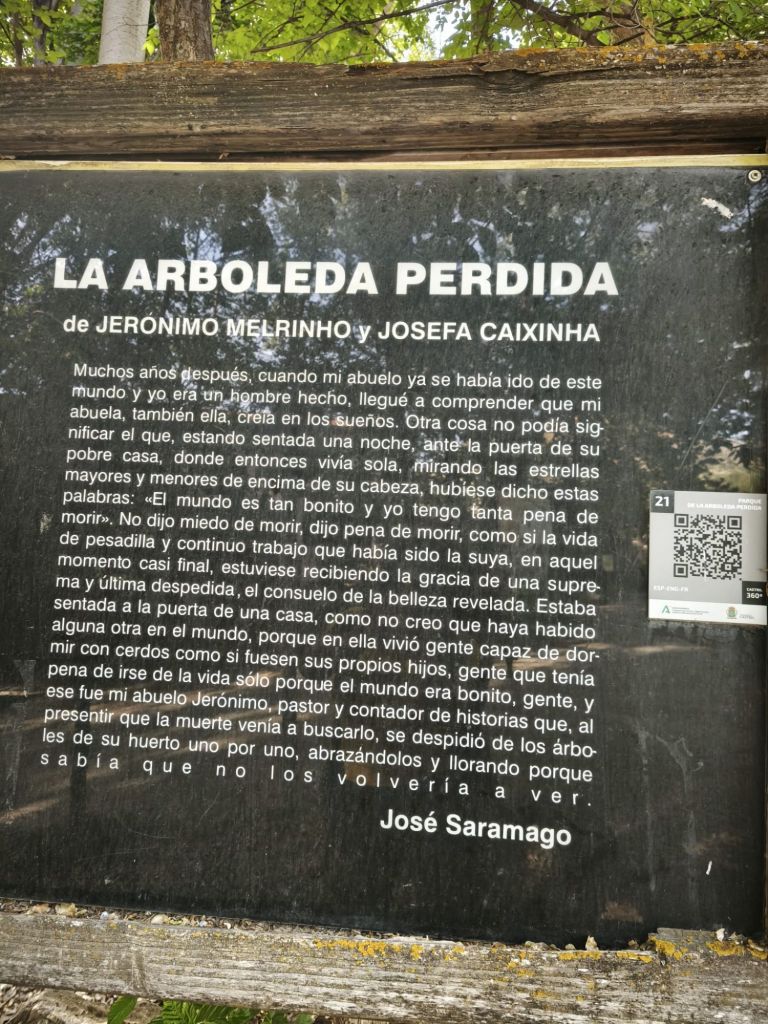 LA ARBOLEDA PERDIDA
de JERÓNIMO MELRINHO y JOSEFA CAIXINHA
Muchos años después, cuando mi abuelo ya se había ido de este
mundo y yo era un hombre hecho, llegué a comprender que mi
abuela, también ella, creía en los sueños. Otra cosa no podía sig-
nificar el que, estando sentada una noche, ante la puerta de su
pobre casa, donde entonces vivía sola, mirando las estrellas
mayores y menores de encima de su cabeza, hubiese dicho estas
palabras: «El mundo es tan bonito y yo tengo tanta pena de
morir». No dijo miedo de morir, dijo pena de morir, como si la vida
de pesadilla y continuo trabajo que había sido la suya, en aquel
momento casi final, estuviese recibiendo la gracia de una supre-
ma y última despedida, el consuelo de la belleza revelada. Estaba
sentada a la puerta de una casa, como no creo que haya habido
alguna otra en el mundo, porque en ella vivió gente capaz de dor-
mir con cerdos como si fuesen sus propios hijos, gente que tenía
pena de irse de la vida sólo porque el mundo era bonito, gente, y
ese fue mi abuelo Jerónimo, pastor y contador de historias que, al
presentir que la muerte venía a buscarlo, se despidió de los árbo-
les de su huerto uno por uno, abrazándolos y llorando porque
sabía que no los volvería a ver.
José Saramago
21
PARQUE
DE LA ARBOLEDA PERDIDA
ESP-ENG-FR
CASTRIL
360º